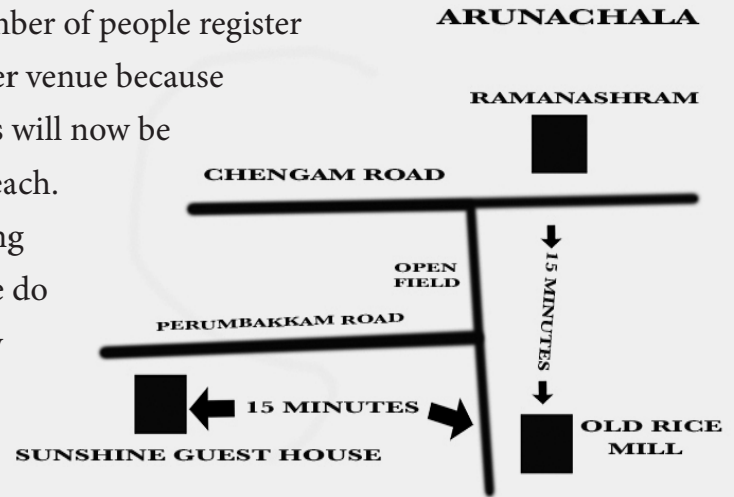 ARUNACHALA
mber of people register
er venue because
RAMANASHRAM
s will now be
CHENGAM ROAD
each.
ng
OPEN
FIELD
15 MINUTES
e do
PERUMBAKKAM ROAD
15 MINUTES
OLD RICE
MILL
SUNSHINE GUEST HOUSE